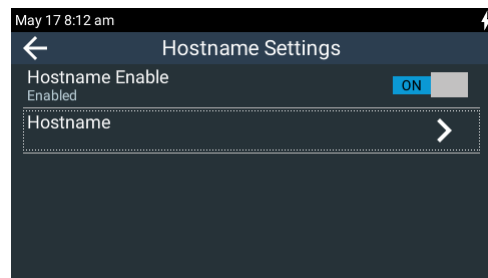 May 17 8:12 am
Hostname Settings
Hostname Enable
Enabled
ON
Hostname